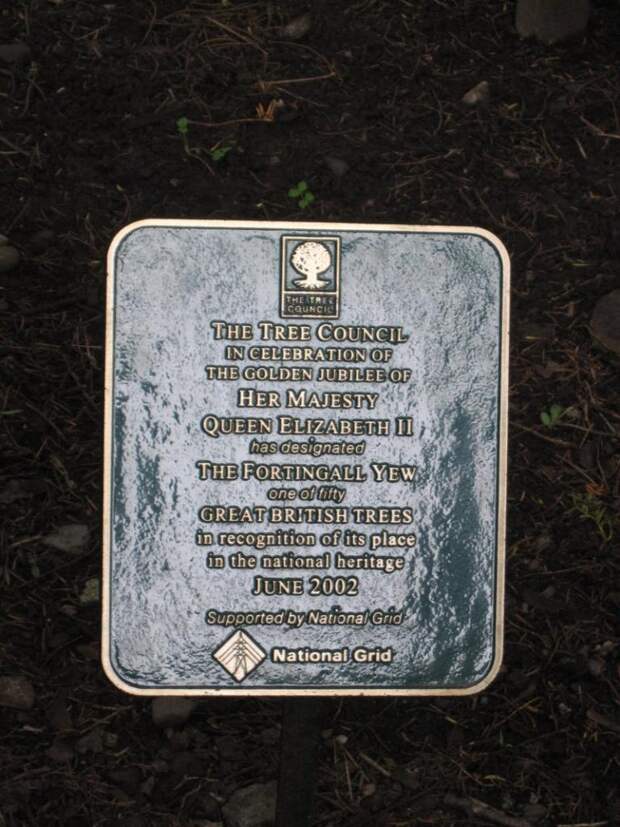 THE TREE
COUNCIL
THE TREE COUNCIL
IN CELEBRATION OF
THE GOLDEN JUBILEE OF
HER MAJESTY
QUEEN ELIZABETH II
has designated
THE FORTINGALL YEW
one of fifty
GREAT BRITISH TREES
in recognition of its place
in the national heritage
JUNE 2002
Supported by National Grid
National Grid